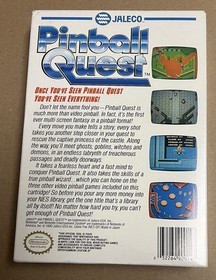 JALECO
Pinball
Quest
TM
ONCE YOU'VE SEEN PINBALL QUEST
YOU'VE SEEN EVERYTHING!
Don't let the name fool you — Pinball Quest is
much more than video pinball. In fact, it's the first
ever multi-screen fantasy in a pinball format!
Every move you make tells a story, every shot
takes you another step closer in your quest to
rescue the captive princess of the castle. Along
the way, you'll meet ghosts, goblins, witches and
demons, in an endless labyrinth of treacherous
passages and deadly doorways.
It takes a fearless heart and a fast mind to
conquer Pinball Quest. It also takes the skills of a
true pinball wizard... which you can hone on the
three other video pinball games included on this
cartridge! So before you pour any more money into
your NES library, get the one title that's a library
all by itself! No matter how hard you try you can't
get enough of Pinball Quest!